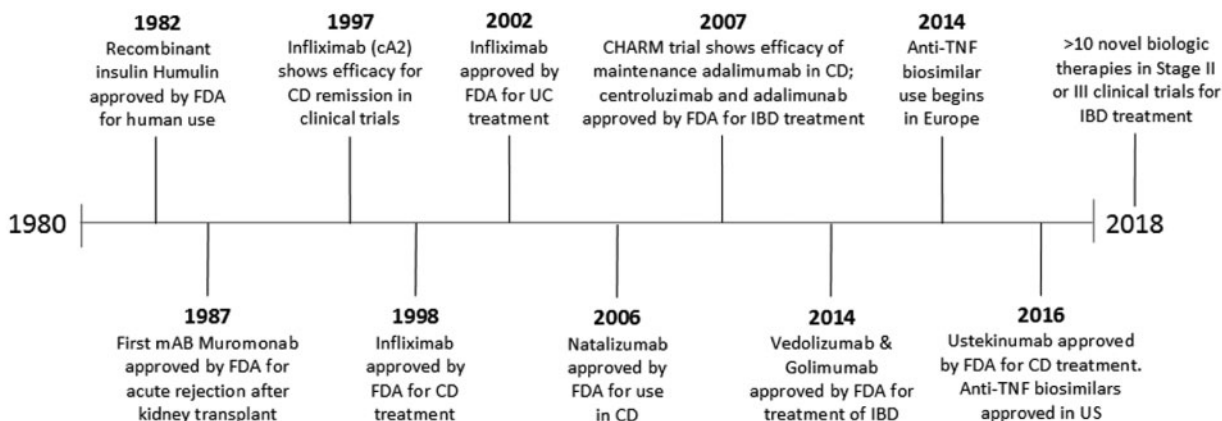 1982
Recombinant
insulin Humulin
approved by FDA
for human use
1997
Infliximab (cA2)
shows efficacy for
CD remission in
clinical trials
2002
Infliximab
approved by
FDA for UC
treatment
2007
CHARM trial shows efficacy of
maintenance adalimumab in CD;
centroluzimab and adalimunab
approved by FDA for IBD treatment
2014
Anti-TNF
biosimilar
use begins
in Europe
>10 novel biologic
therapies in Stage II
or III clinical trials for
IBD treatment
1980
2018
1987
First mAB Muromonab
approved by FDA for
acute rejection after
kidney transplant
1998
Infliximab
approved by
FDA for CD
treatment
2006
Natalizumab
approved by
FDA for use
in CD
2014
Vedolizumab &
Golimumab
approved by FDA for
treatment of IBD
2016
Ustekinumab approved
by FDA for CD treatment.
Anti-TNF biosimilars
approved in US